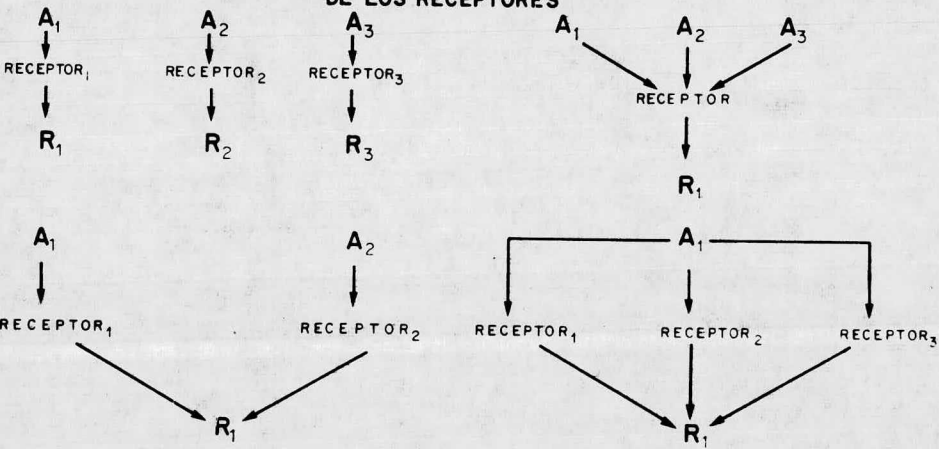 DE LOS RECEPTORES
A₁ A₂ A₃
RECEPTOR₁ RECEPTOR₂ RECEPTOR₃
R₁ R₂ R₃
A₁ A₂ A₃
RECEPTOR
R₁
A₁ A₂
RECEPTOR₁ RECEPTOR₂
R₁
A₁
RECEPTOR₁ RECEPTOR₂ RECEPTOR₃
R₁